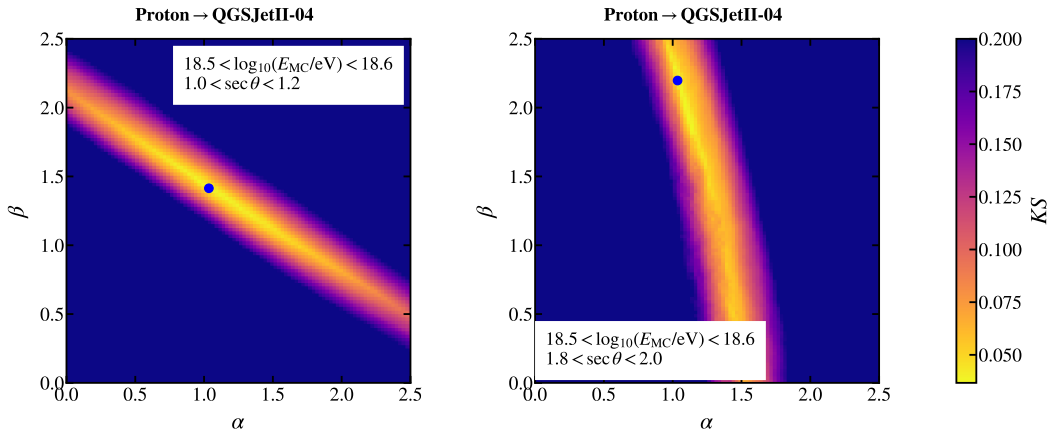 Proton → QGSJetII-04
2.5
2.0
1.5
1.0
0.5
0.0
β
18.5 < log₁₀(E_MC/eV) < 18.6
1.0 < sec θ < 1.2
0.0 0.5 1.0 1.5 2.0 2.5
α
Proton → QGSJetII-04
2.5
2.0
1.5
1.0
0.5
0.0
β
18.5 < log₁₀(E_MC/eV) < 18.6
1.8 < sec θ < 2.0
0.0 0.5 1.0 1.5 2.0 2.5
α
0.200
0.175
0.150
0.125
0.100
0.075
0.050
KS